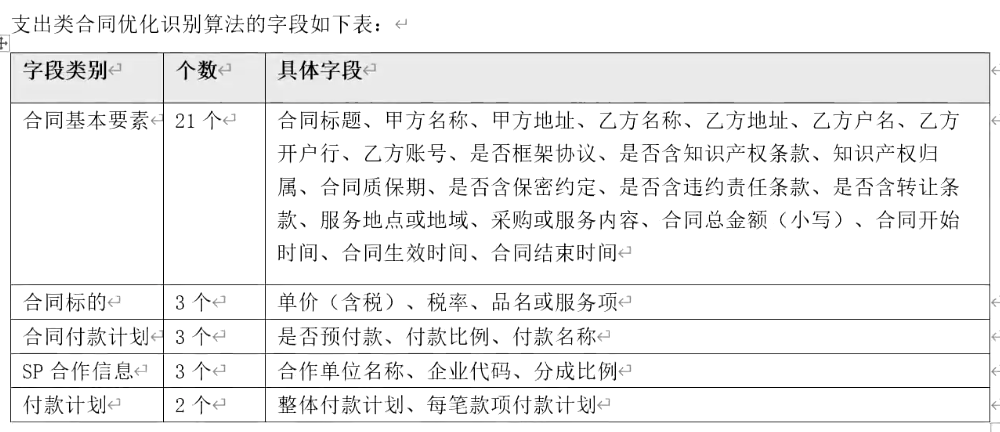 支出类合同优化识别算法的字段如下表：
字段类别 个数 具体字段
合同基本要素 21 个 合同标题、甲方名称、甲方地址、乙方名称、乙方地址、乙方户名、乙方
开户行、乙方账号、是否框架协议、是否含知识产权条款、知识产权归
属、合同质保期、是否含保密约定、是否含违约责任条款、是否含转让条
款、服务地点或地域、采购或服务内容、合同总金额（小写）、合同开始
时间、合同生效时间、合同结束时间
合同标的 3 个 单价（含税）、税率、品名或服务项
合同付款计划 3 个 是否预付款、付款比例、付款名称
SP 合作信息 3 个 合作单位名称、企业代码、分成比例
付款计划 2 个 整体付款计划、每笔款项付款计划